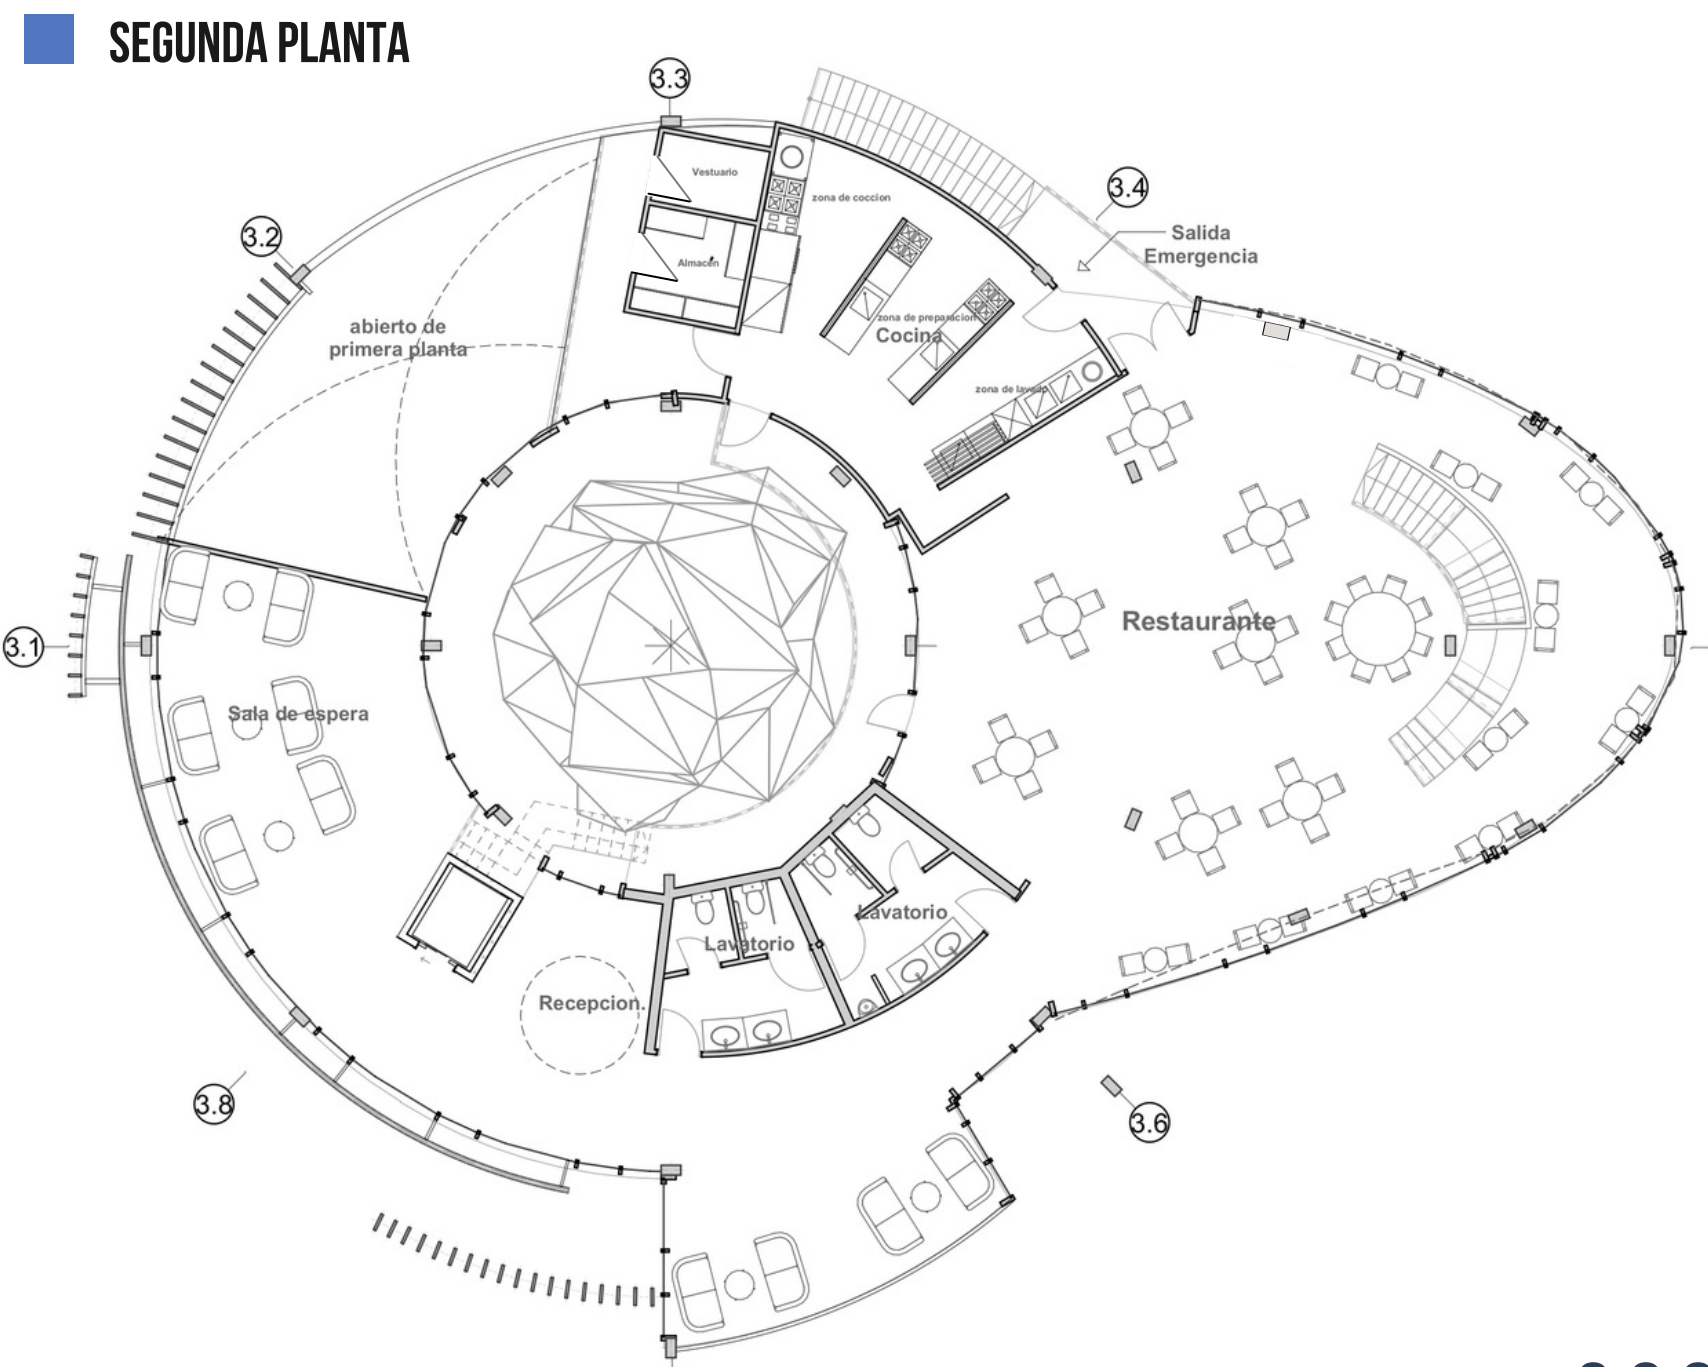 SEGUNDA PLANTA
3.3
3.4
3.2
Vestuario
zona de coccion
Salida
Emergencia
Almacén
abierto de
primera planta
zona de preparacion
Cocina
zona de lavado
3.1
Restaurante
Sala de espera
Lavatorio
Lavatorio
Recepcion.
3.8
3.6